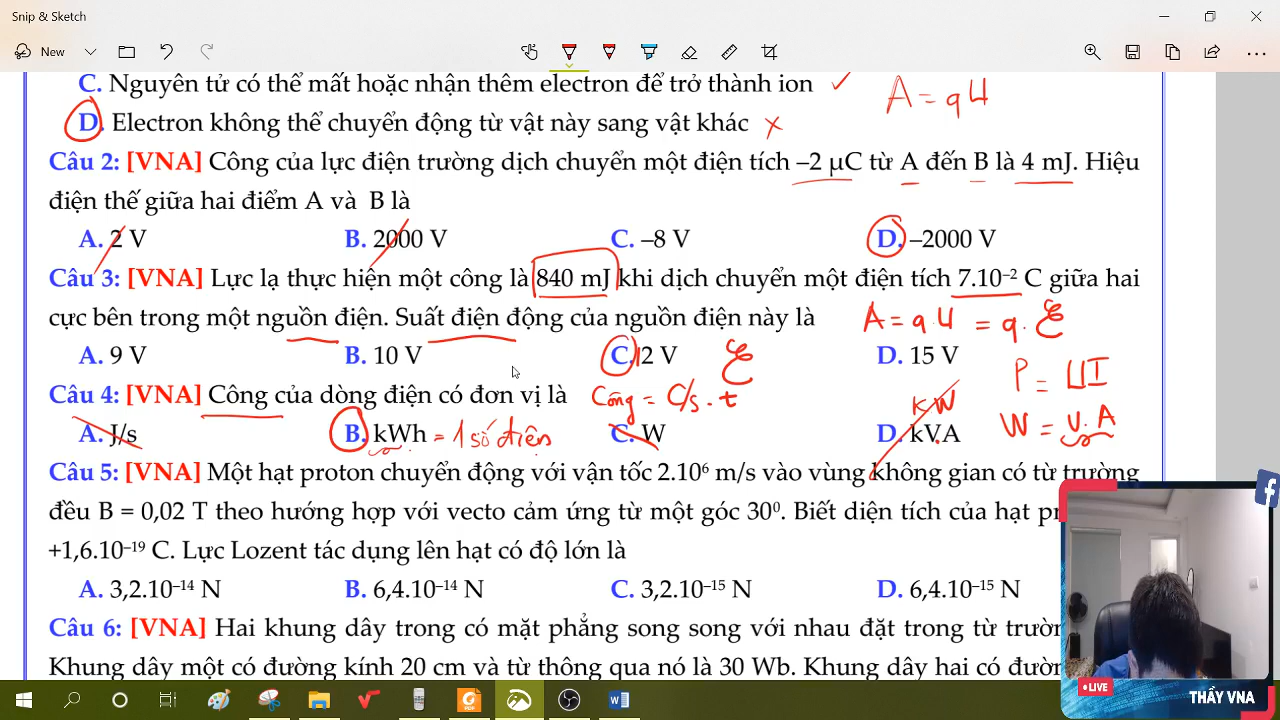 Snip & Sketch
New
C. Nguyên tử có thể mất hoặc nhận thêm electron để trở thành ion
A = qU
D. Electron không thể chuyển động từ vật này sang vật khác
Câu 2: [VNA] Công của lực điện trường dịch chuyển một điện tích –2 μC từ A đến B là 4 mJ. Hiệu
điện thế giữa hai điểm A và B là
A. 2 V B. 2000 V C. –8 V D. –2000 V
Câu 3: [VNA] Lực lạ thực hiện một công là 840 mJ khi dịch chuyển một điện tích 7.10⁻² C giữa hai
cực bên trong một nguồn điện. Suất điện động của nguồn điện này là
A = q.U = q.ℰ
A. 9 V B. 10 V C. 12 V D. 15 V
ℰ
P = UI
Câu 4: [VNA] Công của dòng điện có đơn vị là
Công = C/s . t
KW
A. J/s B. kWh C. W D. kV.A
= 1 số điện
W = V.A
Câu 5: [VNA] Một hạt proton chuyển động với vận tốc 2.10⁶ m/s vào vùng không gian có từ trường
đều B = 0,02 T theo hướng hợp với vecto cảm ứng từ một góc 30⁰. Biết diện tích của hạt pr
+1,6.10⁻¹⁹ C. Lực Lozent tác dụng lên hạt có độ lớn là
A. 3,2.10⁻¹⁴ N B. 6,4.10⁻¹⁴ N C. 3,2.10⁻¹⁵ N D. 6,4.10⁻¹⁵ N
Câu 6: [VNA] Hai khung dây trong có mặt phẳng song song với nhau đặt trong từ trườn
Khung dây một có đường kính 20 cm và từ thông qua nó là 30 Wb. Khung dây hai có đườn
LIVE
THẦY VNA